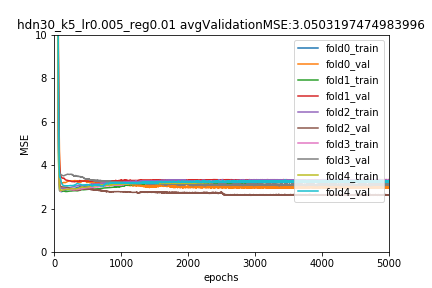 hdn30_k5_lr0.005_reg0.01 avgValidationMSE:3.0503197474983996
10
8
6
4
2
0
MSE
fold0_train
fold0_val
fold1_train
fold1_val
fold2_train
fold2_val
fold3_train
fold3_val
fold4_train
fold4_val
0 1000 2000 3000 4000 5000
epochs